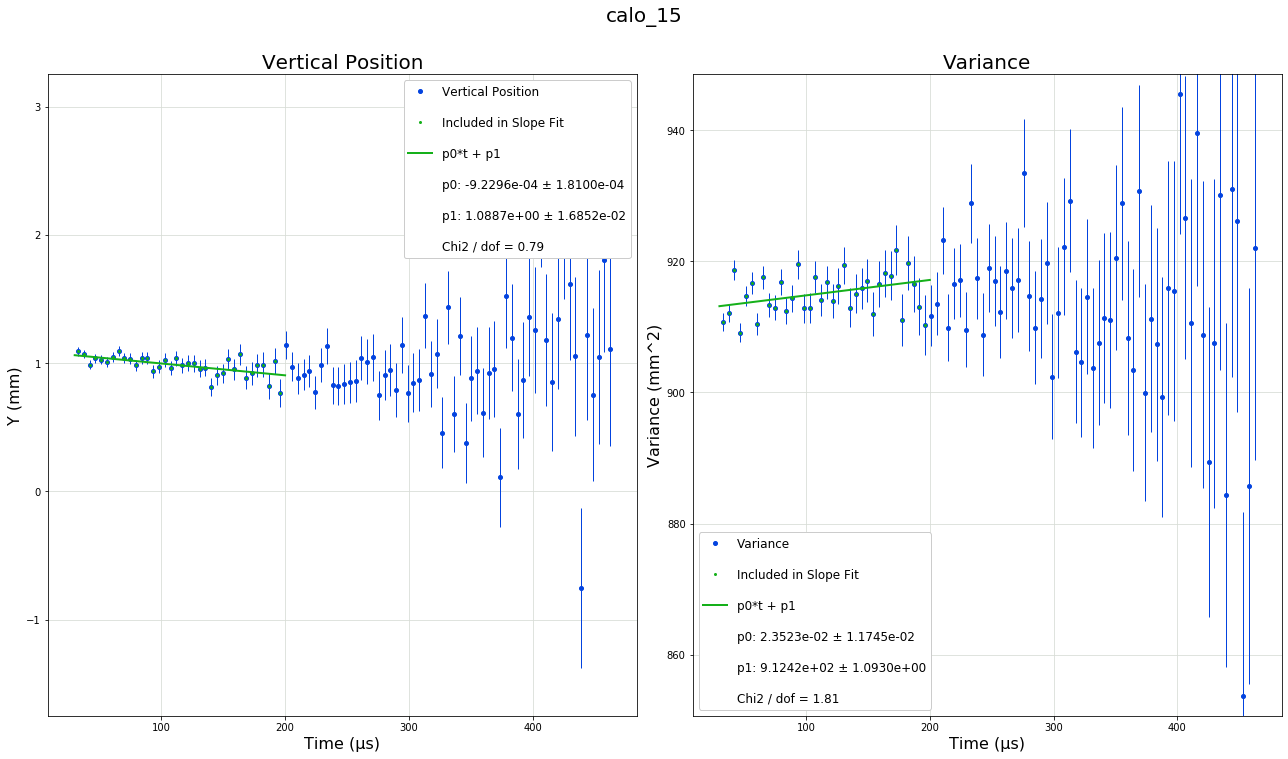 calo_15
Vertical Position
Vertical Position
Included in Slope Fit
p0*t + p1
p0: -9.2296e-04 ± 1.8100e-04
p1: 1.0887e+00 ± 1.6852e-02
Chi2 / dof = 0.79
3
2
1
0
−1
Y (mm)
100
200
300
400
Time (μs)
Variance
940
920
900
880
860
Variance (mm^2)
Variance
Included in Slope Fit
p0*t + p1
p0: 2.3523e-02 ± 1.1745e-02
p1: 9.1242e+02 ± 1.0930e+00
Chi2 / dof = 1.81
100
200
300
400
Time (μs)